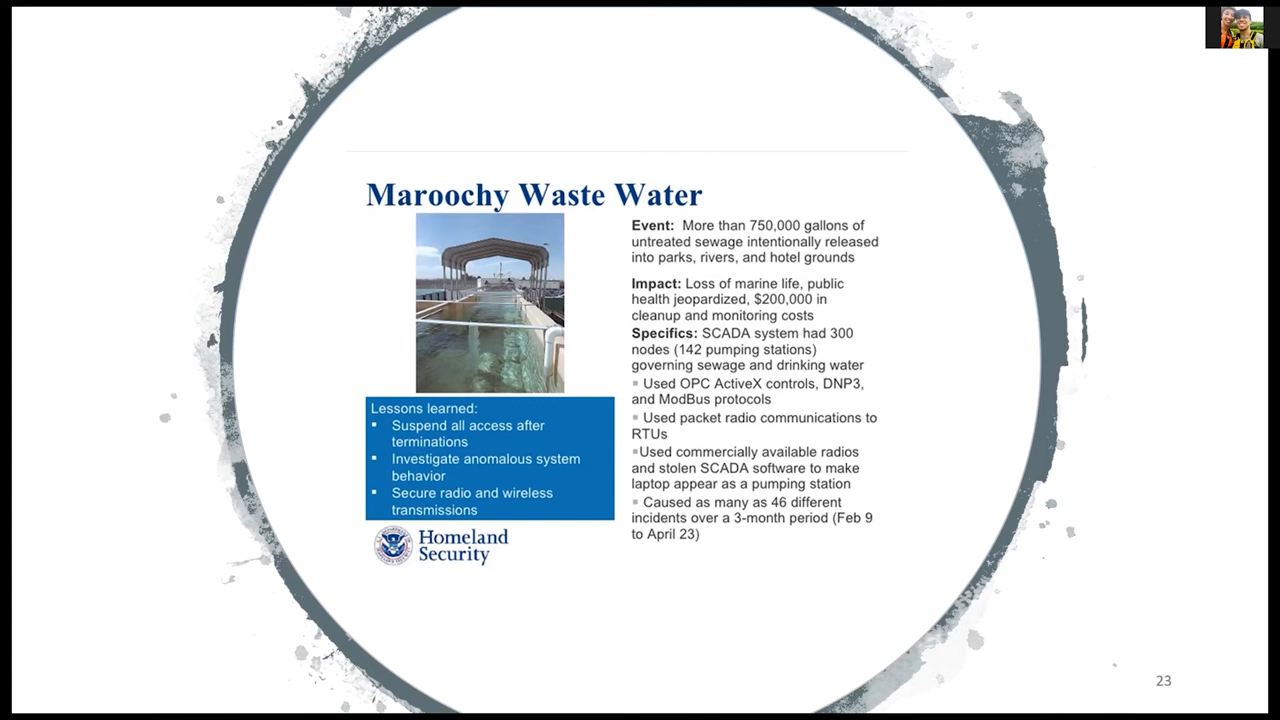 Maroochy Waste Water
Event: More than 750,000 gallons of
untreated sewage intentionally released
into parks, rivers, and hotel grounds
Impact: Loss of marine life, public
health jeopardized, $200,000 in
cleanup and monitoring costs
Specifics: SCADA system had 300
nodes (142 pumping stations)
governing sewage and drinking water
▪ Used OPC ActiveX controls, DNP3,
and ModBus protocols
▪ Used packet radio communications to
RTUs
▪Used commercially available radios
and stolen SCADA software to make
laptop appear as a pumping station
▪ Caused as many as 46 different
incidents over a 3-month period (Feb 9
to April 23)
Lessons learned:
▪ Suspend all access after
terminations
▪ Investigate anomalous system
behavior
▪ Secure radio and wireless
transmissions
Homeland
Security
23